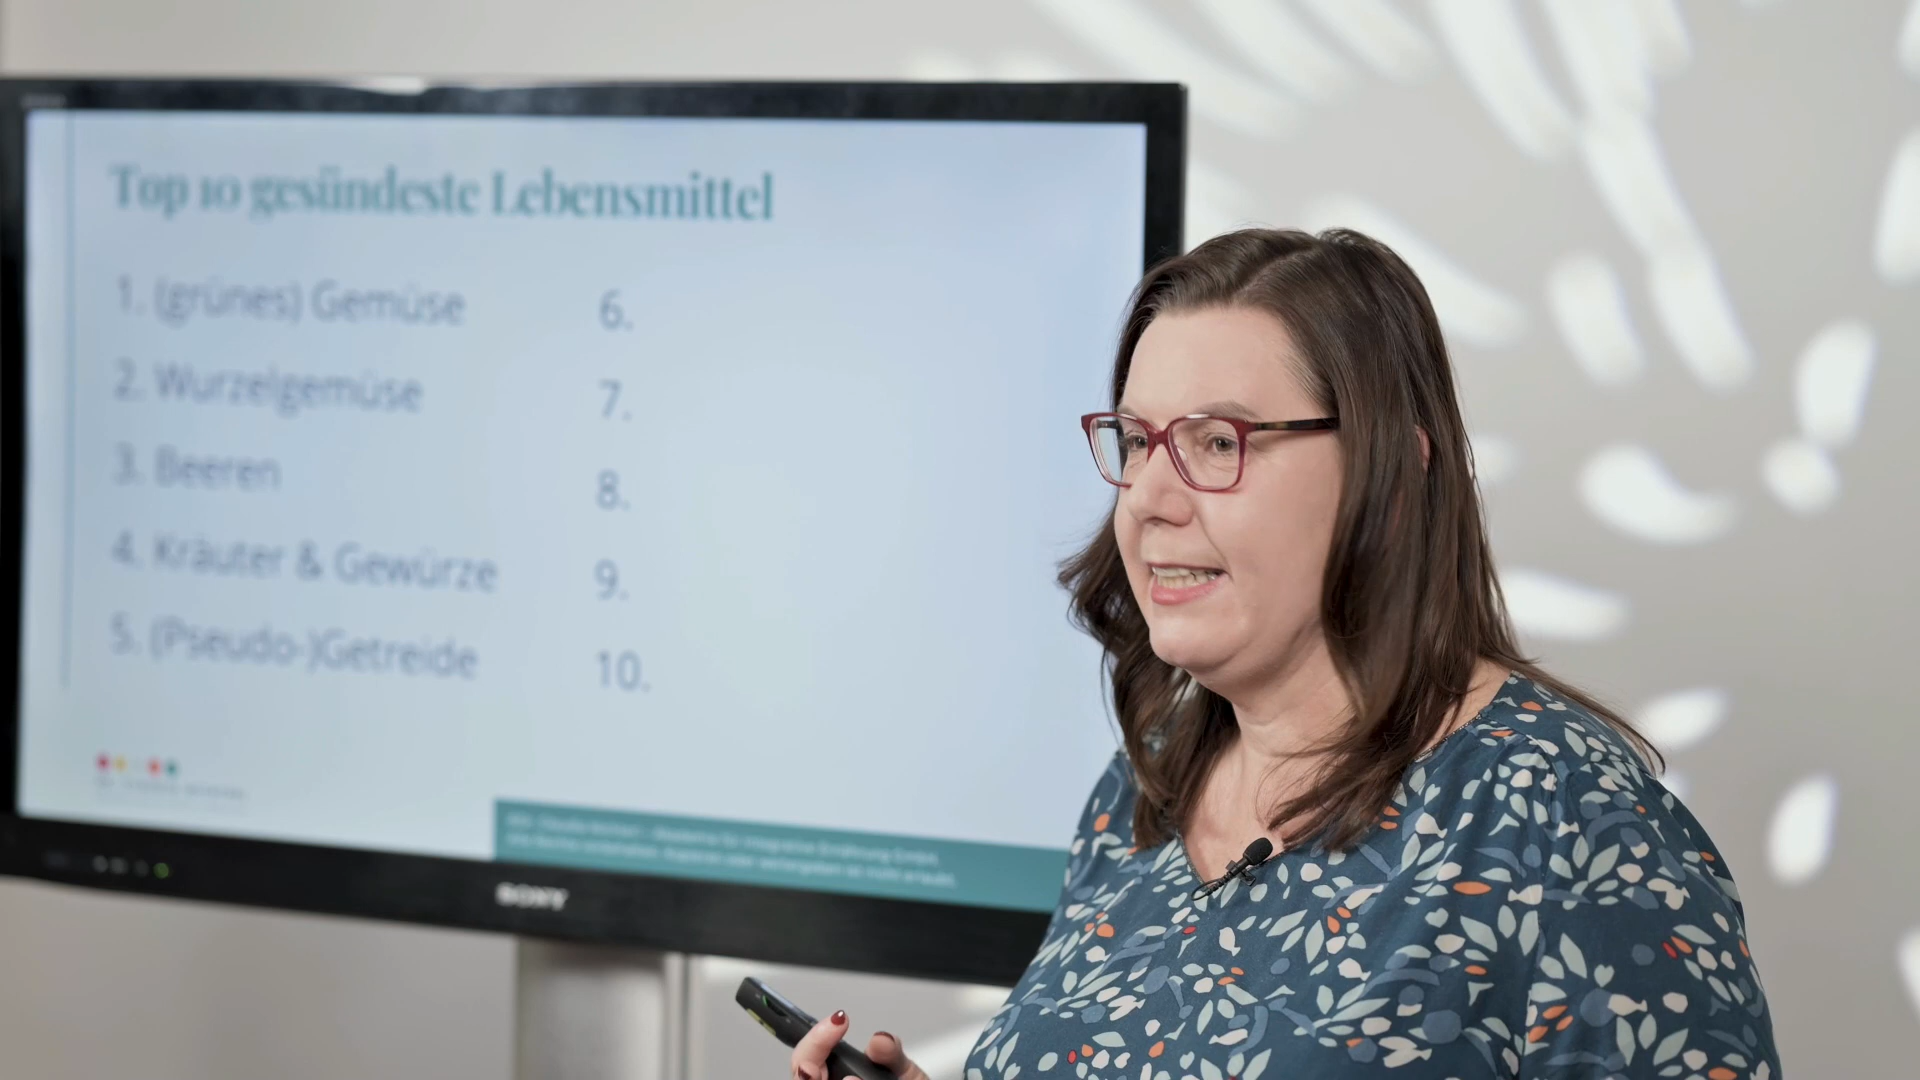 Top 10 gesündeste Lebensmittel
1. (grünes) Gemüse
2. Wurzelgemüse
3. Beeren
4. Kräuter & Gewürze
5. (Pseudo-)Getreide
6.
7.
8.
9.
10.
SONY